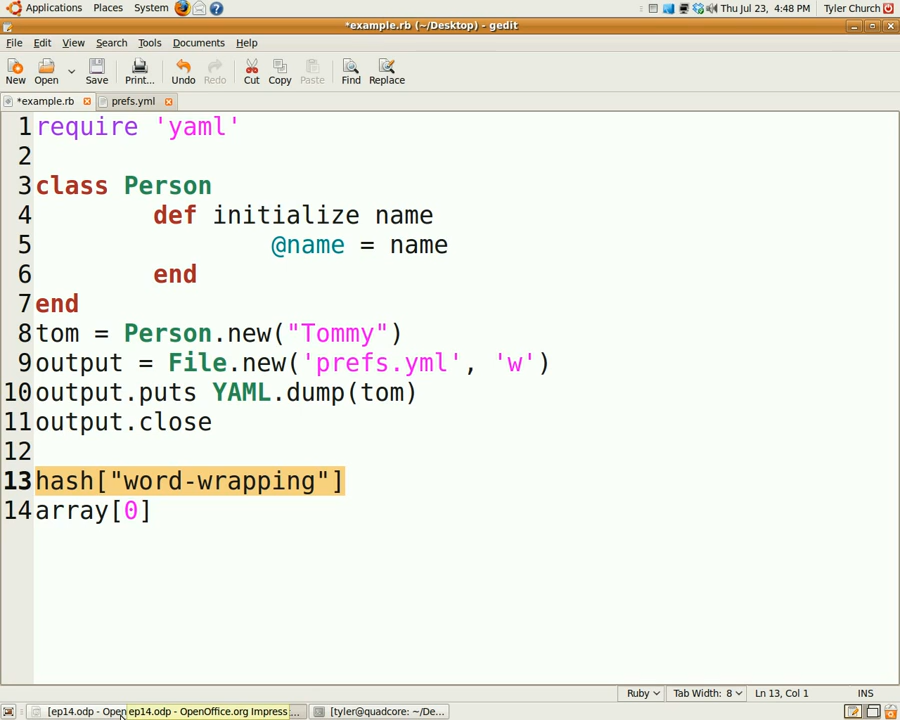 Applications Places System Thu Jul 23, 4:48 PM Tyler Church
*example.rb (~/Desktop) - gedit
File Edit View Search Tools Documents Help
New Open Save Print... Undo Redo Cut Copy Paste Find Replace
*example.rb prefs.yml
1 require 'yaml'
2
3 class Person
4 def initialize name
5 @name = name
6 end
7 end
8 tom = Person.new("Tommy")
9 output = File.new('prefs.yml', 'w')
10 output.puts YAML.dump(tom)
11 output.close
12
13 hash["word-wrapping"]
14 array[0]
Ruby Tab Width: 8 Ln 13, Col 1 INS
[ep14.odp - Open ep14.odp - OpenOffice.org Impress ... [tyler@quadcore: ~/De...